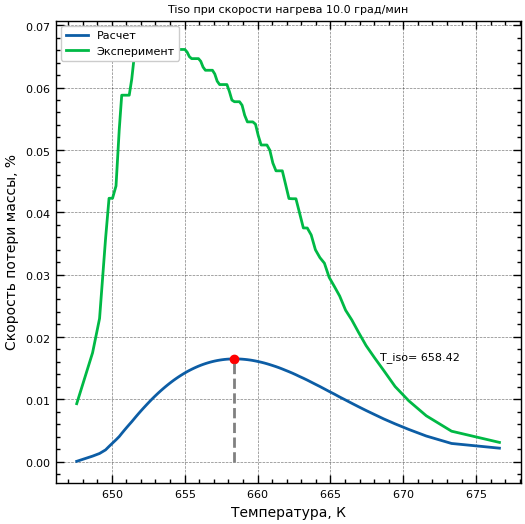 Tiso при скорости нагрева 10.0 град/мин
Расчет
Эксперимент
Скорость потери массы, %
0.07
0.06
0.05
0.04
0.03
0.02
0.01
0.00
T_iso= 658.42
650
655
660
665
670
675
Температура, К